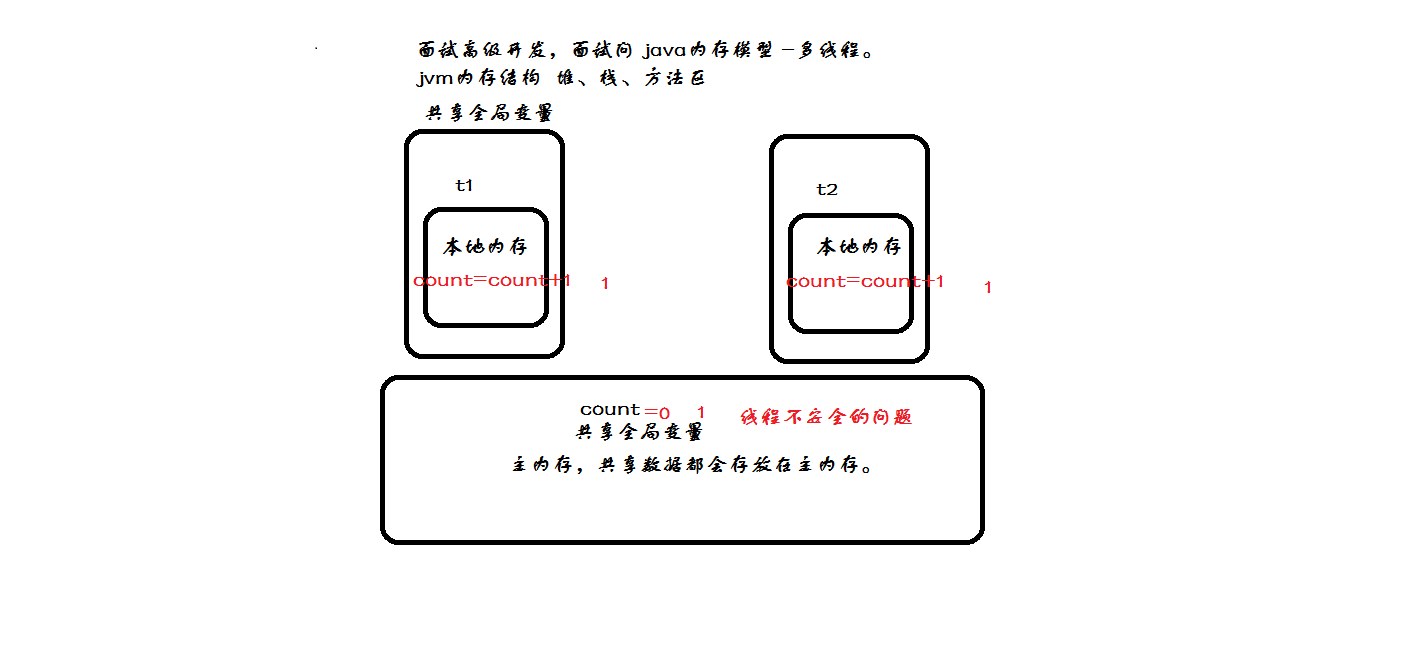 面试高级开发，面试问 java内存模型-多线程。
jvm内存结构 堆、栈、方法区
共享全局变量
t1
本地内存
count=count+1 1
t2
本地内存
count=count+1 1
count=0 1 线程不安全的问题
共享全局变量
主内存，共享数据都会存放在主内存。